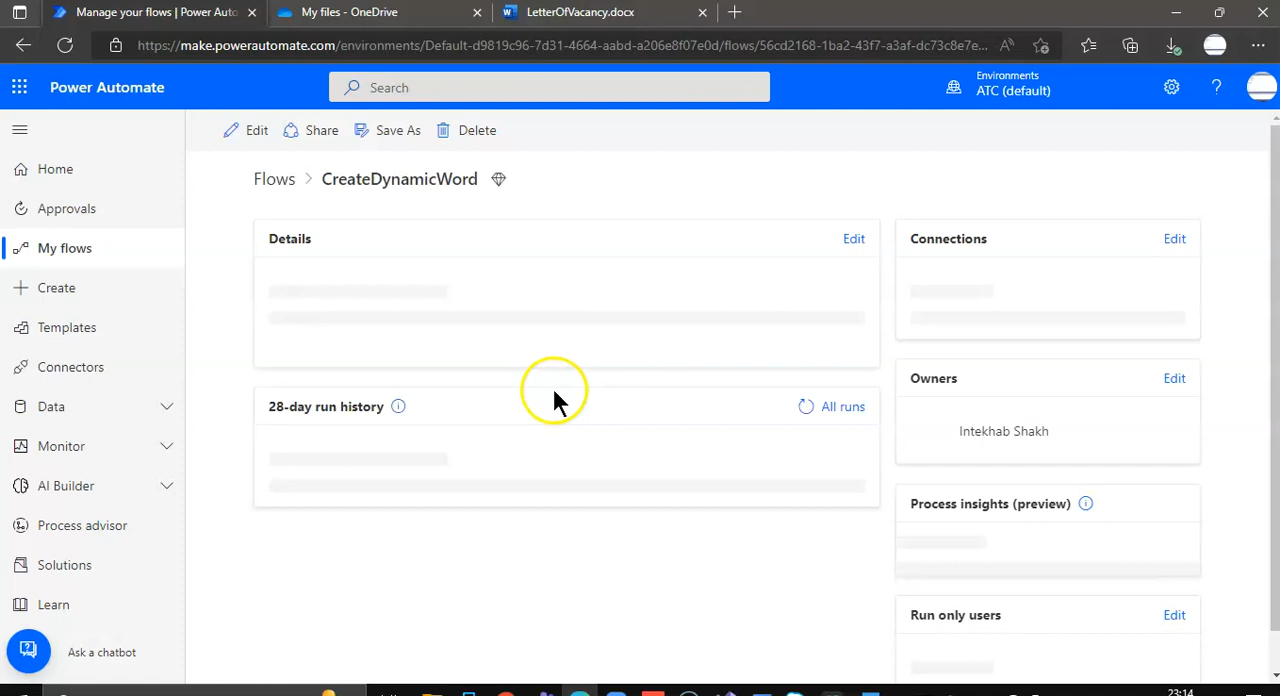 Manage your flows | Power Auto
My files - OneDrive
LetterOfVacancy.docx
https://make.powerautomate.com/environments/Default-d9819c96-7d31-4664-aabd-a206e8f07e0d/flows/56cd2168-1ba2-43f7-a3af-dc73c8e7e...
Power Automate
Search
Environments
ATC (default)
Edit
Share
Save As
Delete
Home
Approvals
My flows
Create
Templates
Connectors
Data
Monitor
AI Builder
Process advisor
Solutions
Learn
Ask a chatbot
Flows > CreateDynamicWord
Details
Edit
28-day run history
All runs
Connections
Edit
Owners
Edit
Intekhab Shakh
Process insights (preview)
Run only users
Edit
23:14